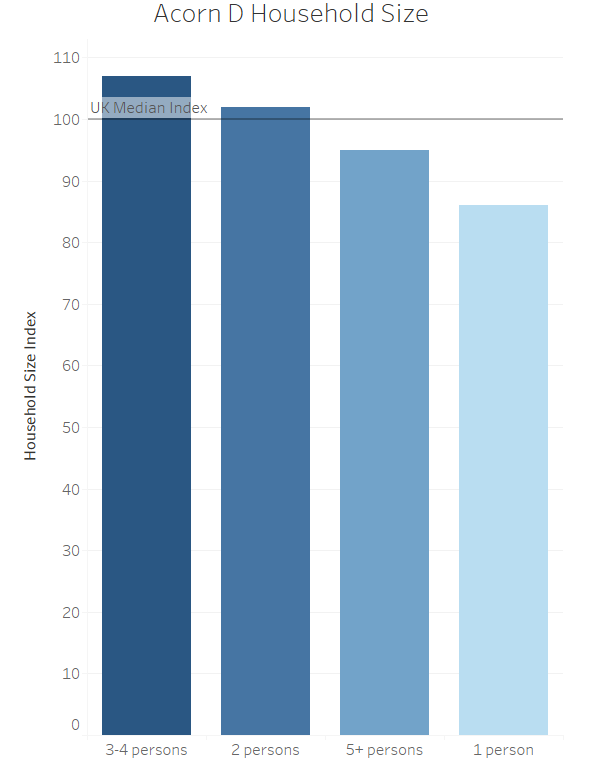 Acorn D Household Size
Household Size Index
110
UK Median Index
100
90
80
70
60
50
40
30
20
10
0
3-4 persons
2 persons
5+ persons
1 person